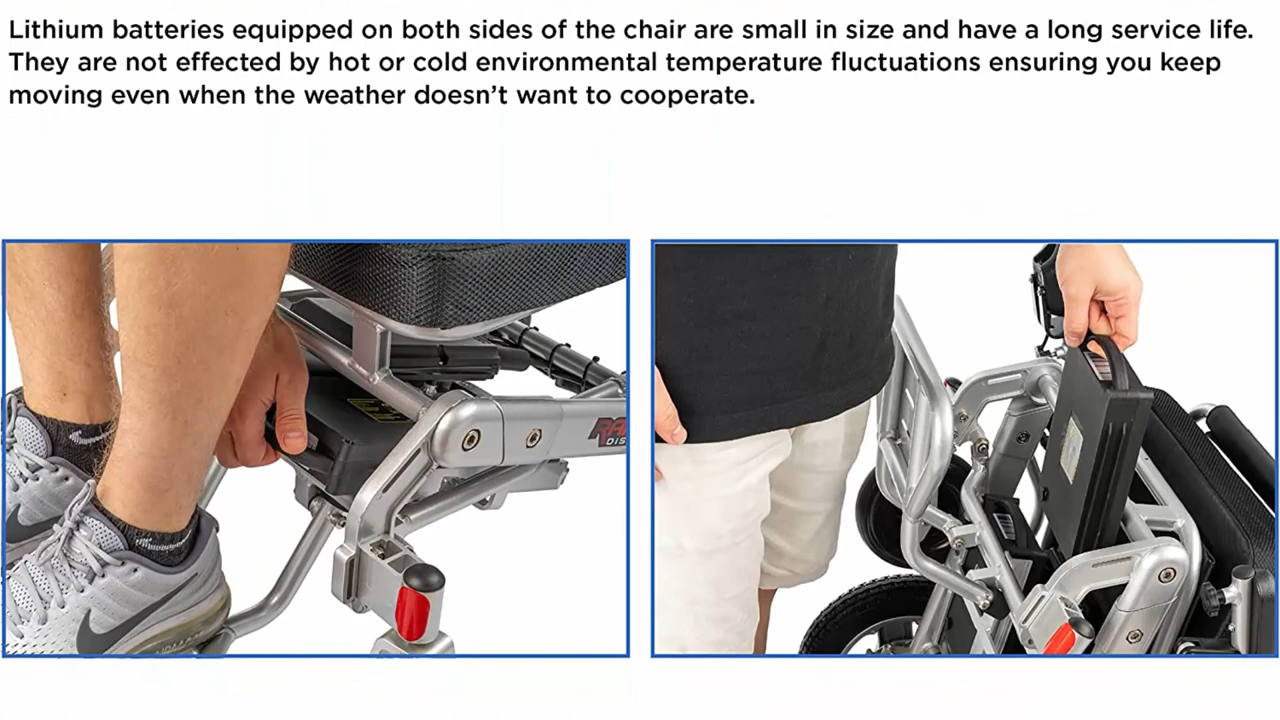 Lithium batteries equipped on both sides of the chair are small in size and have a long service life.
They are not effected by hot or cold environmental temperature fluctuations ensuring you keep
moving even when the weather doesn't want to cooperate.